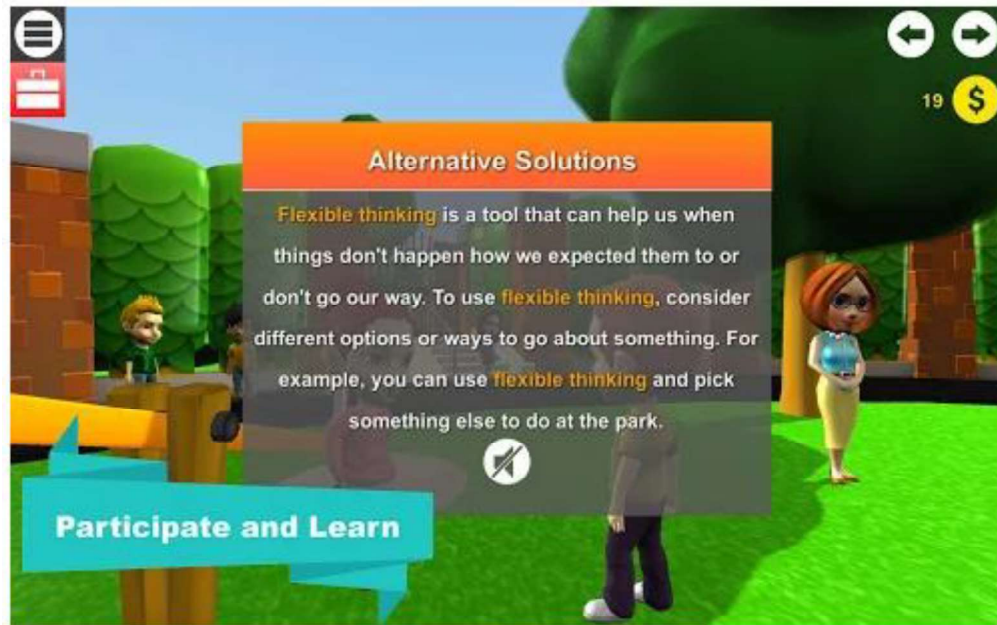 19 $
Alternative Solutions
Flexible thinking is a tool that can help us when
things don't happen how we expected them to or
don't go our way. To use flexible thinking, consider
different options or ways to go about something. For
example, you can use flexible thinking and pick
something else to do at the park.
Participate and Learn